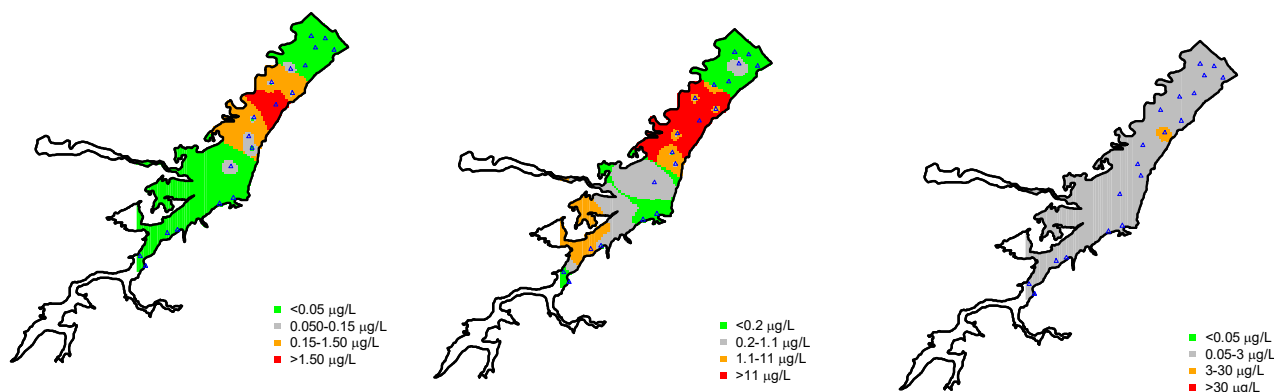 <0.05 µg/L
0.050-0.15 µg/L
0.15-1.50 µg/L
>1.50 µg/L
<0.2 µg/L
0.2-1.1 µg/L
1.1-11 µg/L
>11 µg/L
<0.05 µg/L
0.05-3 µg/L
3-30 µg/L
>30 µg/L